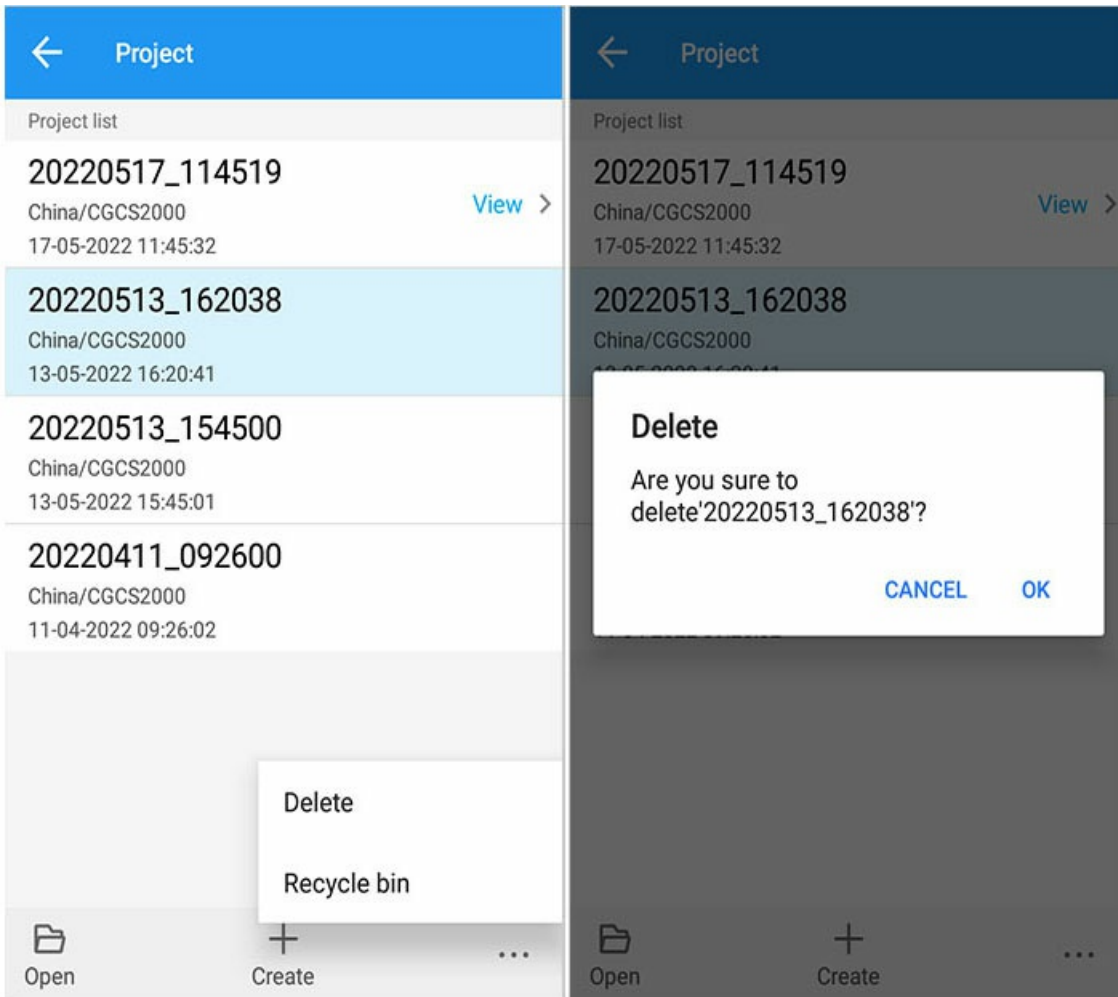 Project
Project list
20220517_114519
China/CGCS2000
View
17-05-2022 11:45:32
20220513_162038
China/CGCS2000
13-05-2022 16:20:41
20220513_154500
China/CGCS2000
13-05-2022 15:45:01
20220411_092600
China/CGCS2000
11-04-2022 09:26:02
Delete
Recycle bin
Open
Create
Project
Project list
20220517_114519
China/CGCS2000
View
17-05-2022 11:45:32
20220513_162038
China/CGCS2000
Delete
Are you sure to
delete'20220513_162038'?
CANCEL OK
Open
Create